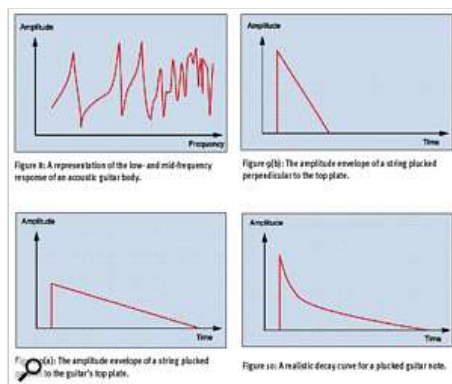 Amplitude
Frequency
Figure 8: A representation of the low- and mid-frequency
response of an acoustic guitar body.
Amplitude
Time
Figure 9(b): The amplitude envelope of a string plucked
perpendicular to the top plate.
Amplitude
Time
9(a): The amplitude envelope of a string plucked
to the guitar's top plate.
Amplitude
Time
Figure 10: A realistic decay curve for a plucked guitar note.